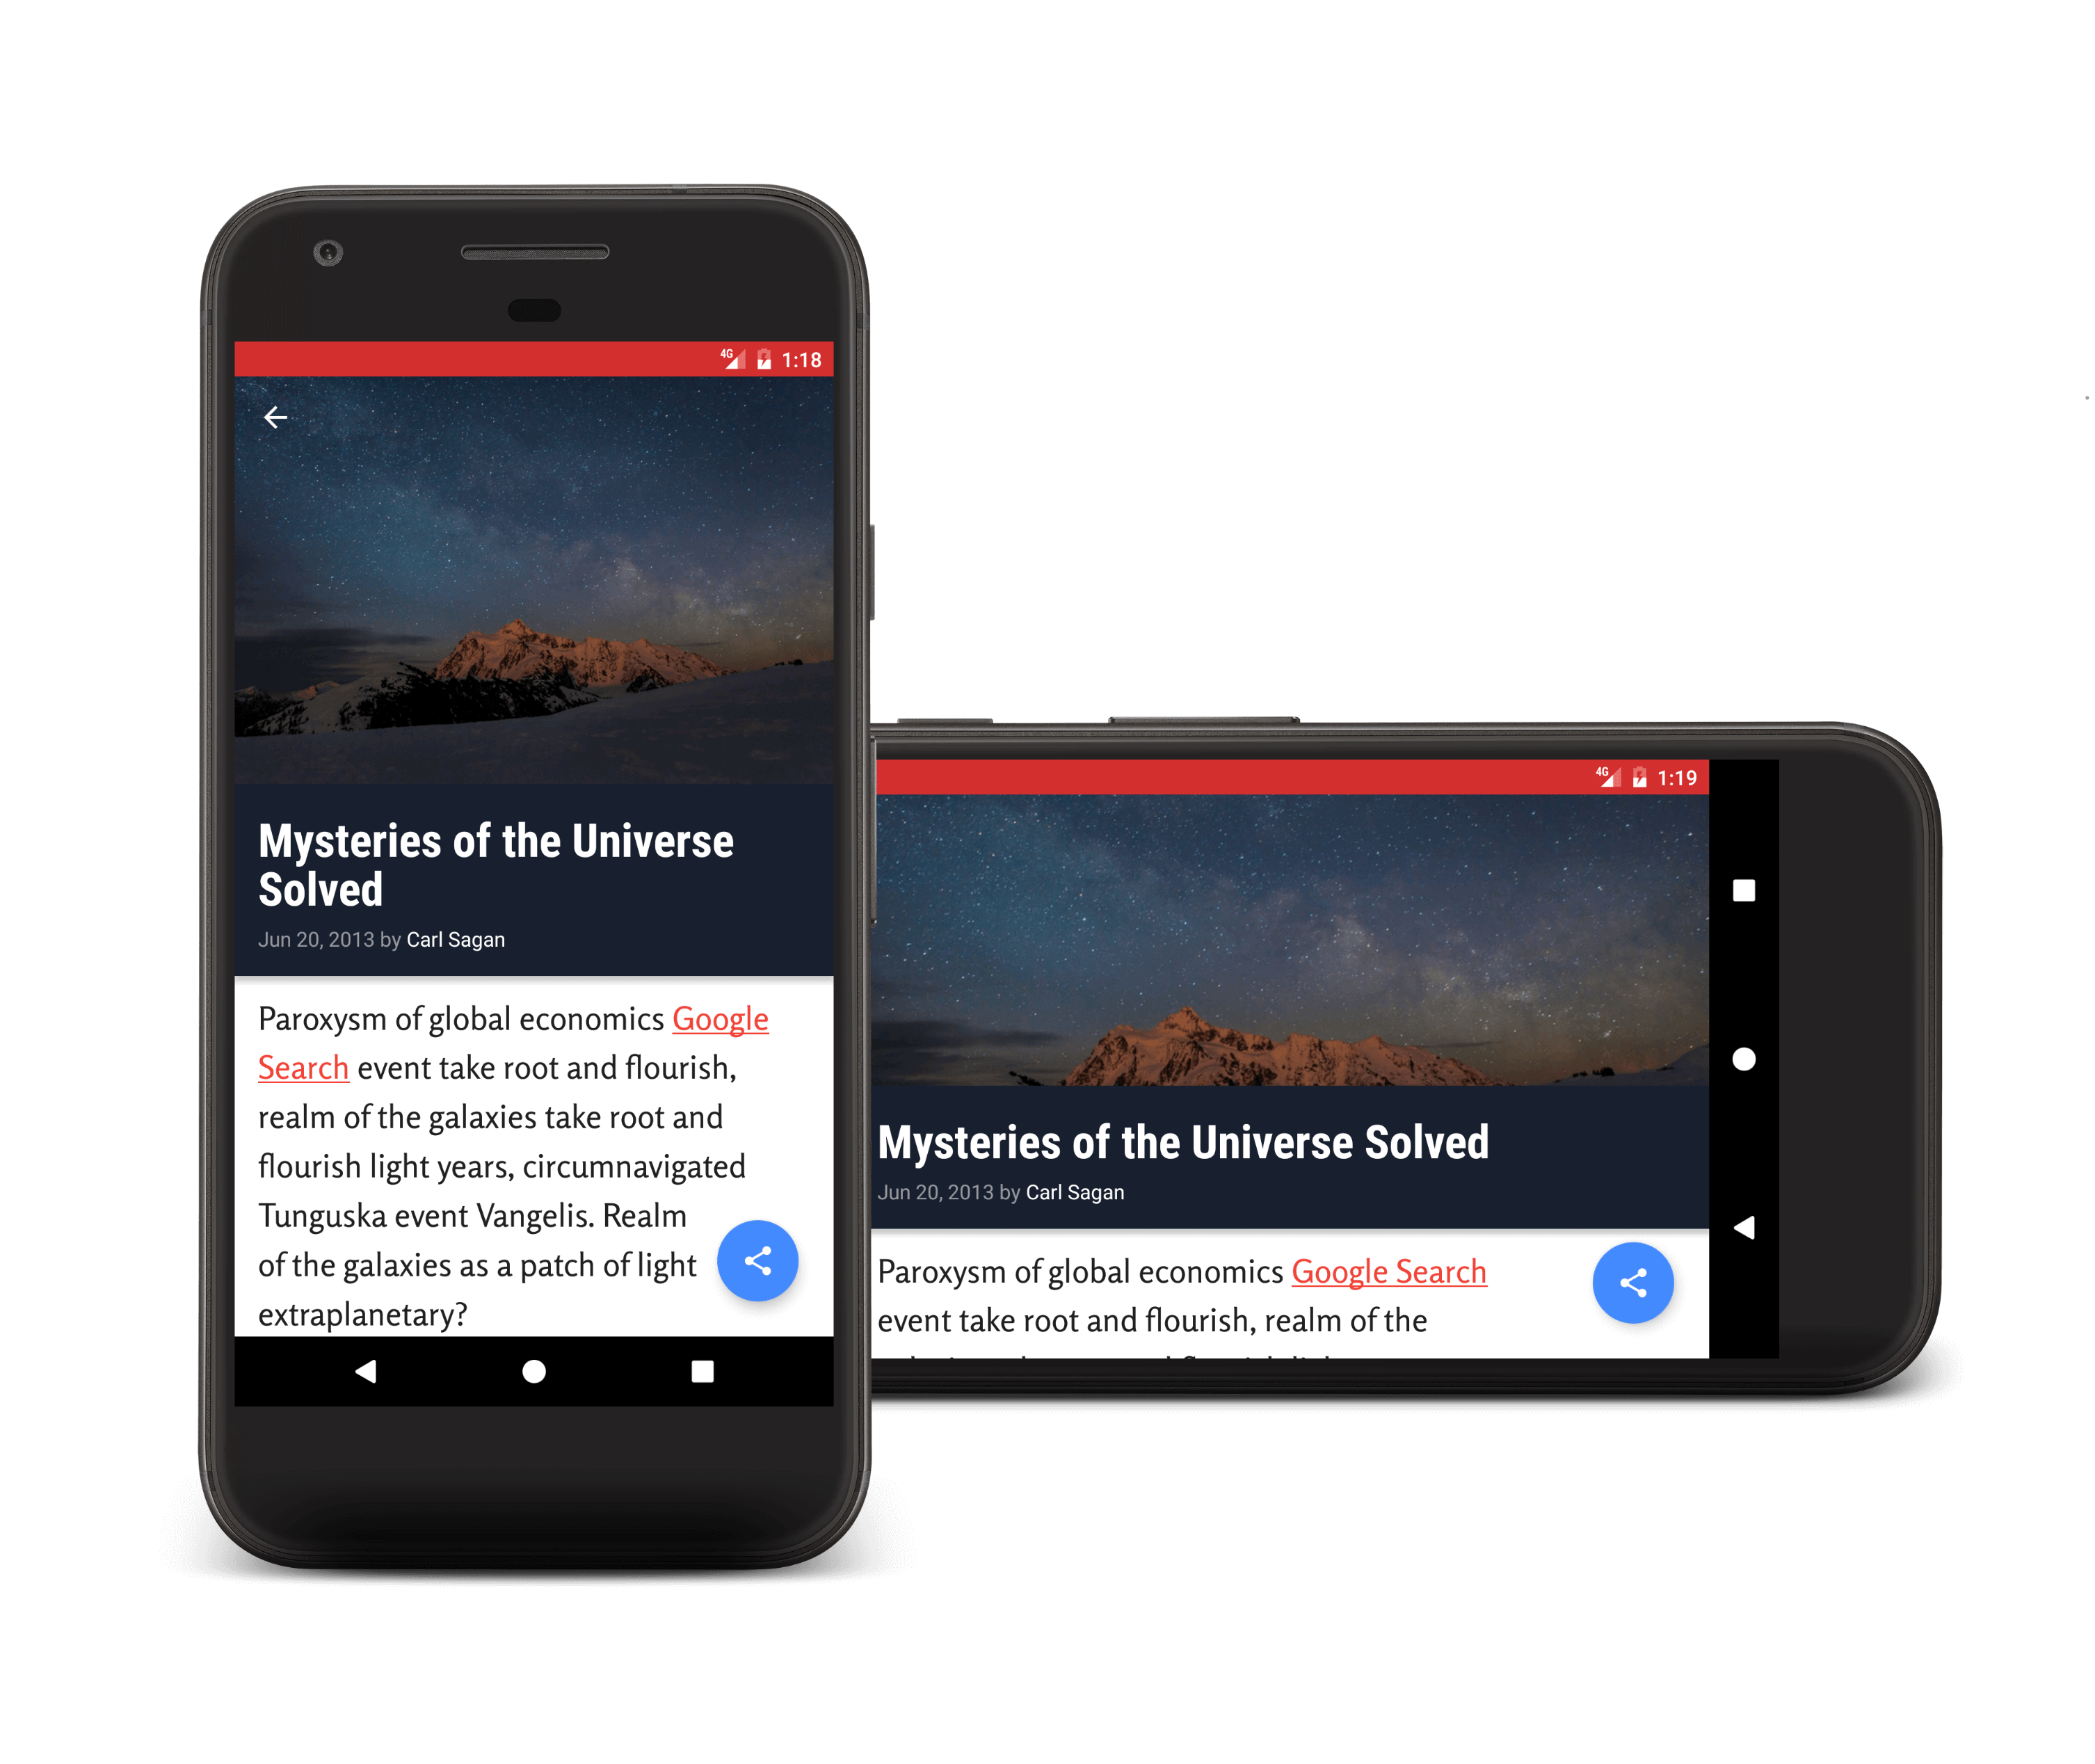 4G 1:18
Mysteries of the Universe
Solved
Jun 20, 2013 by Carl Sagan
Paroxysm of global economics Google
Search event take root and flourish,
realm of the galaxies take root and
flourish light years, circumnavigated
Tunguska event Vangelis. Realm
of the galaxies as a patch of light
extraplanetary?
4G 1:19
Mysteries of the Universe Solved
Jun 20, 2013 by Carl Sagan
Paroxysm of global economics Google Search
event take root and flourish, realm of the